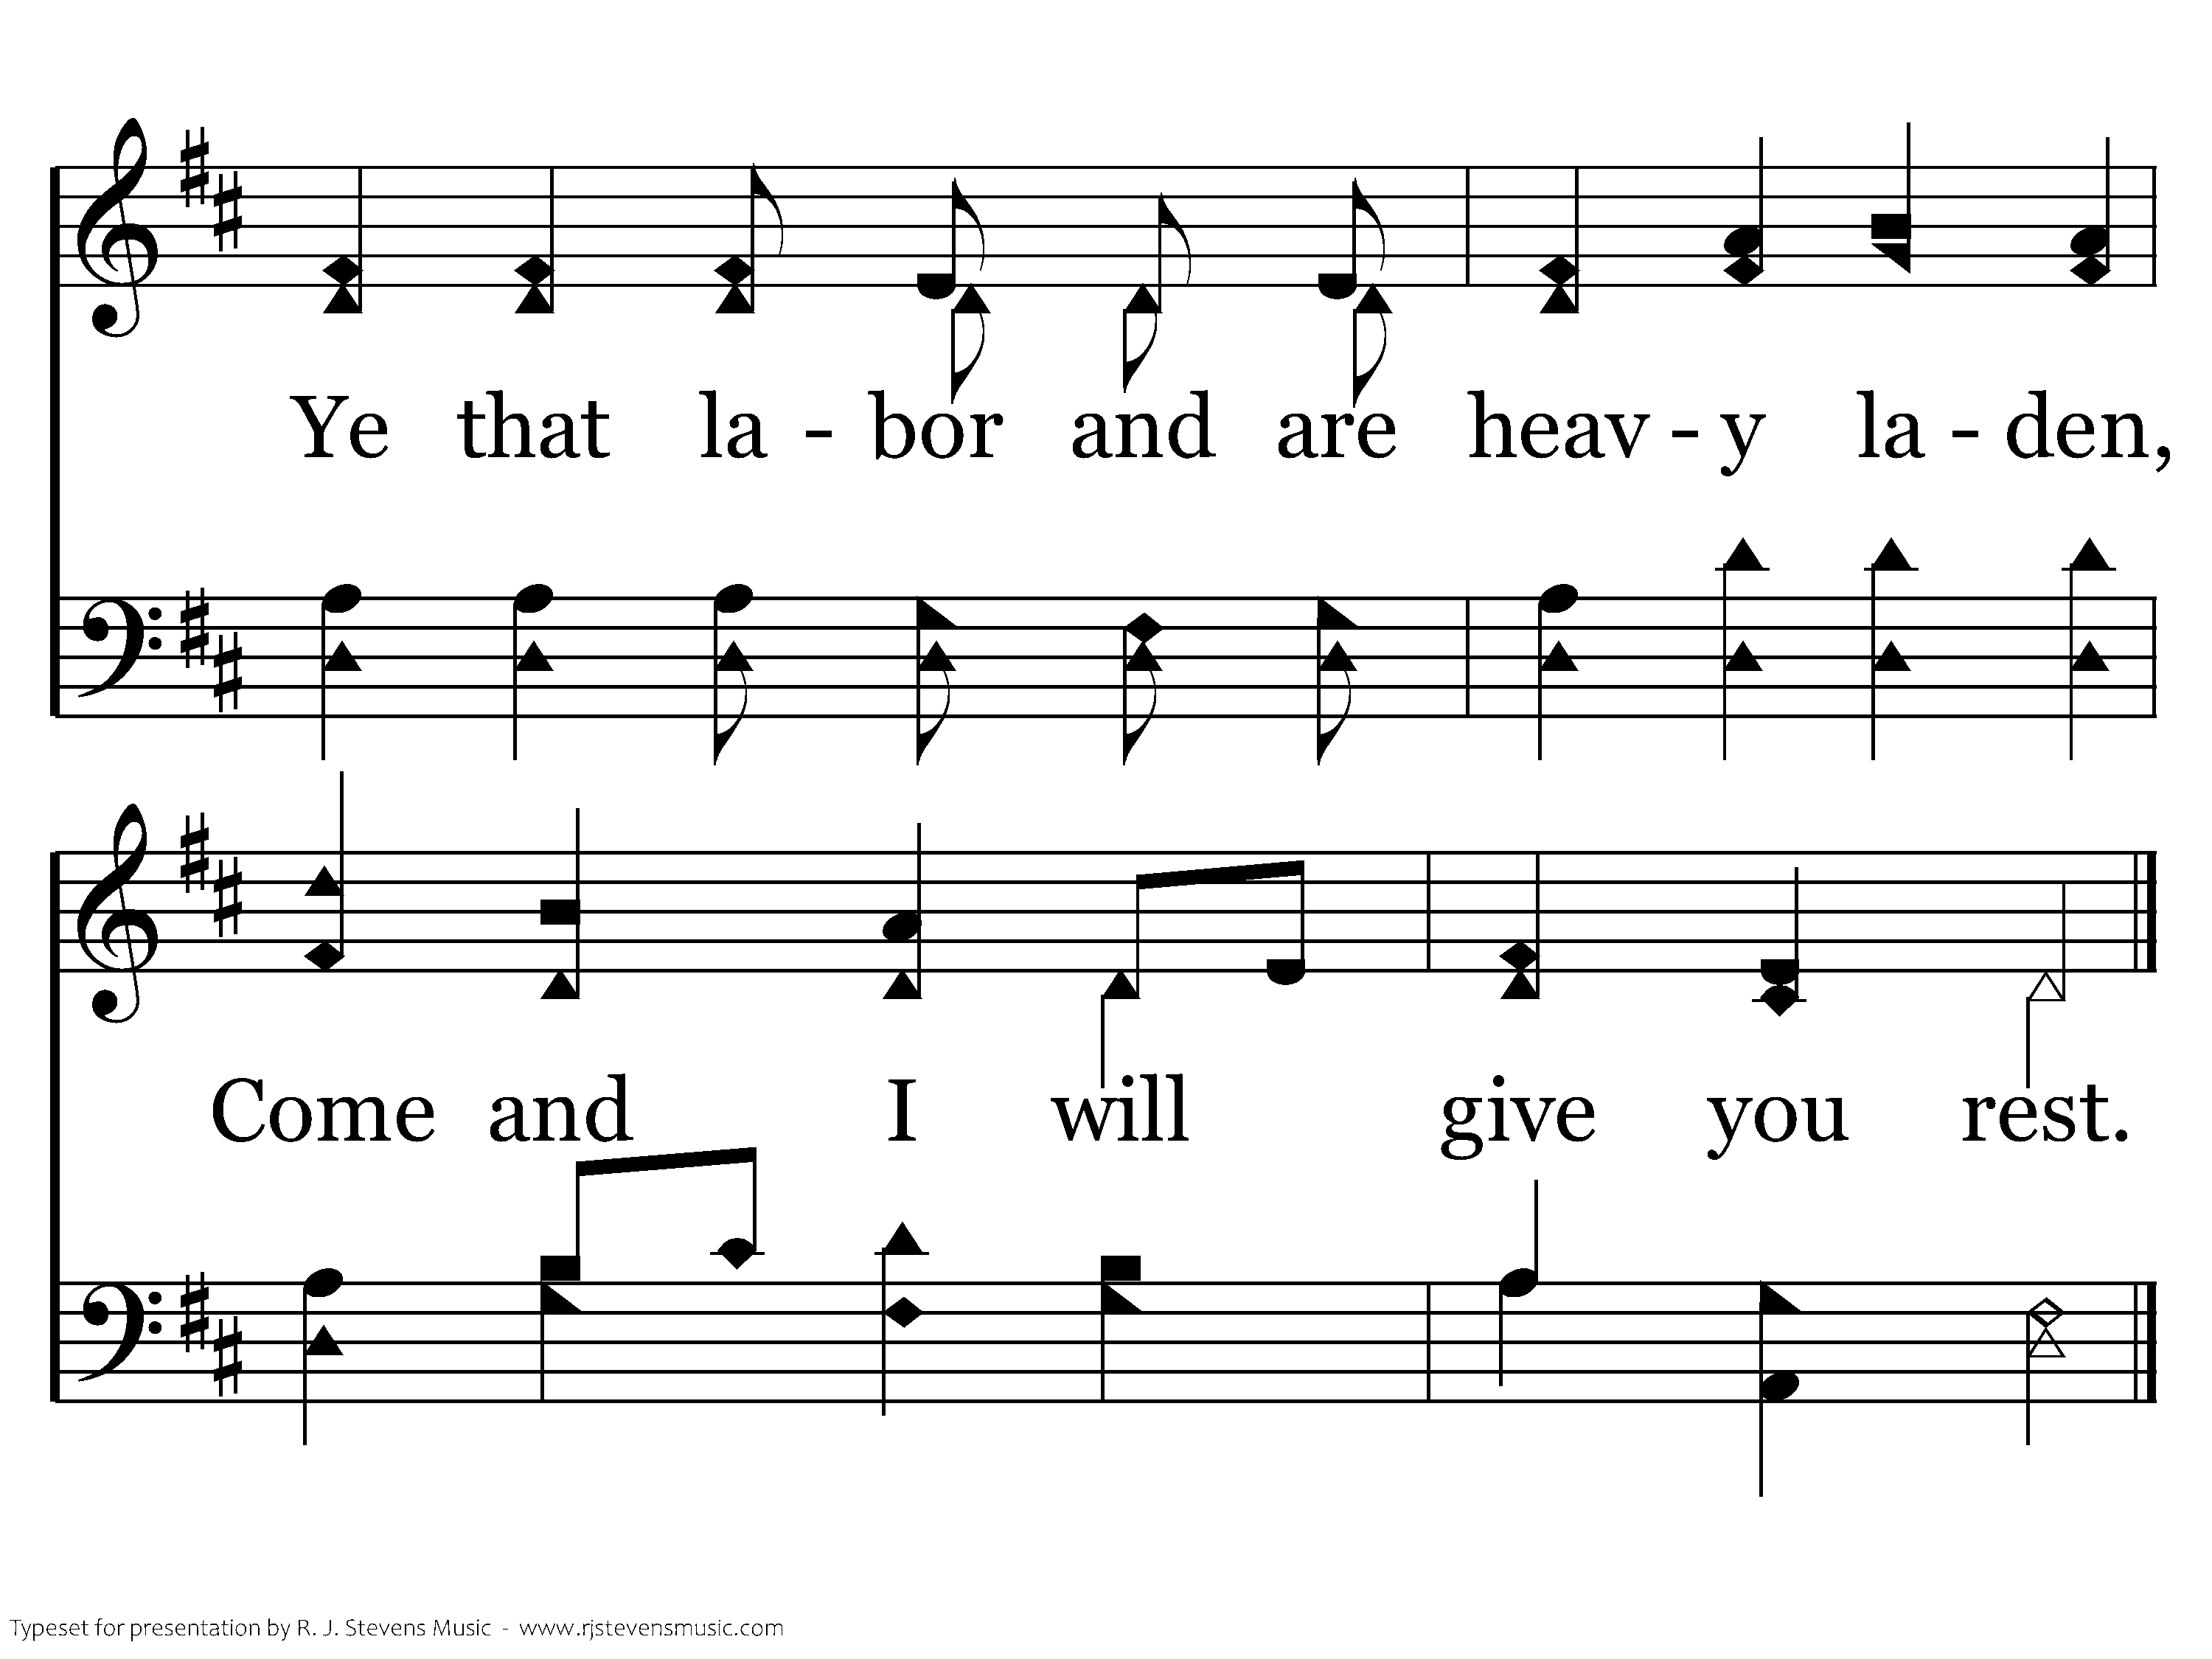 Ye that la - bor and are heav - y la - den,
Come and I will give you rest.
Typeset for presentation by R. J. Stevens Music - www.rjstevensmusic.com